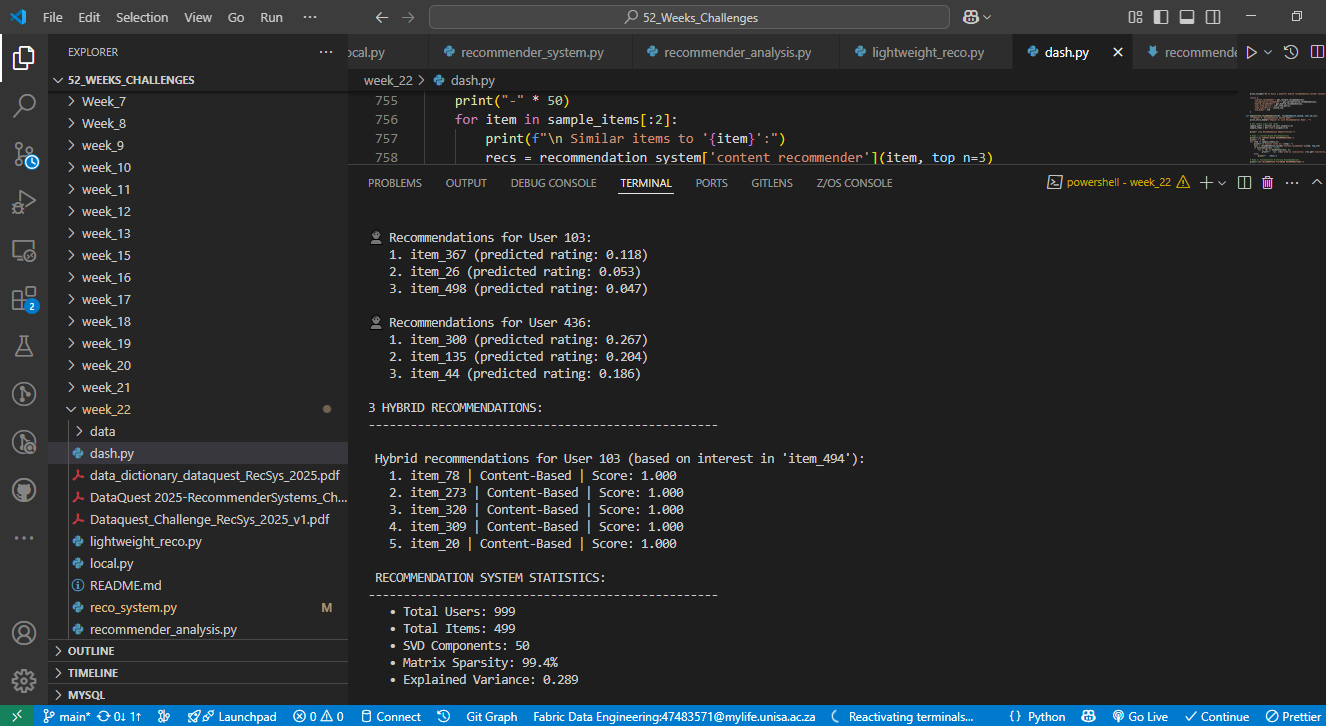 File Edit Selection View Go Run ··· 52_Weeks_Challenges
EXPLORER
52_WEEKS_CHALLENGES
Week_7
Week_8
week_9
week_10
week_11
week_12
week_13
week_15
week_16
week_17
week_18
week_19
week_20
week_21
week_22
data
dash.py
data_dictionary_dataquest_RecSys_2025.pdf
DataQuest 2025-RecommenderSystems_Ch...
Dataquest_Challenge_RecSys_2025_v1.pdf
lightweight_reco.py
local.py
README.md
reco_system.py M
recommender_analysis.py
OUTLINE
TIMELINE
MYSQL
2
ocal.py recommender_system.py recommender_analysis.py lightweight_reco.py dash.py recommende
week_22 > dash.py
755 print("-" * 50)
756 for item in sample_items[:2]:
757 print(f"\n Similar items to '{item}':")
758 recs = recommendation_system['content_recommender'](item, top_n=3)
PROBLEMS OUTPUT DEBUG CONSOLE TERMINAL PORTS GITLENS Z/OS CONSOLE powershell - week_22
Recommendations for User 103:
1. item_367 (predicted rating: 0.118)
2. item_26 (predicted rating: 0.053)
3. item_498 (predicted rating: 0.047)
Recommendations for User 436:
1. item_300 (predicted rating: 0.267)
2. item_135 (predicted rating: 0.204)
3. item_44 (predicted rating: 0.186)
3 HYBRID RECOMMENDATIONS:
--------------------------------------------------
Hybrid recommendations for User 103 (based on interest in 'item_494'):
1. item_78 | Content-Based | Score: 1.000
2. item_273 | Content-Based | Score: 1.000
3. item_320 | Content-Based | Score: 1.000
4. item_309 | Content-Based | Score: 1.000
5. item_20 | Content-Based | Score: 1.000
RECOMMENDATION SYSTEM STATISTICS:
--------------------------------------------------
• Total Users: 999
• Total Items: 499
• SVD Components: 50
• Matrix Sparsity: 99.4%
• Explained Variance: 0.289
main* 0↓ 1↑ Launchpad 0 0 Connect Git Graph Fabric Data Engineering:47483571@mylife.unisa.ac.za Reactivating terminals... {} Python Go Live Continue Prettier